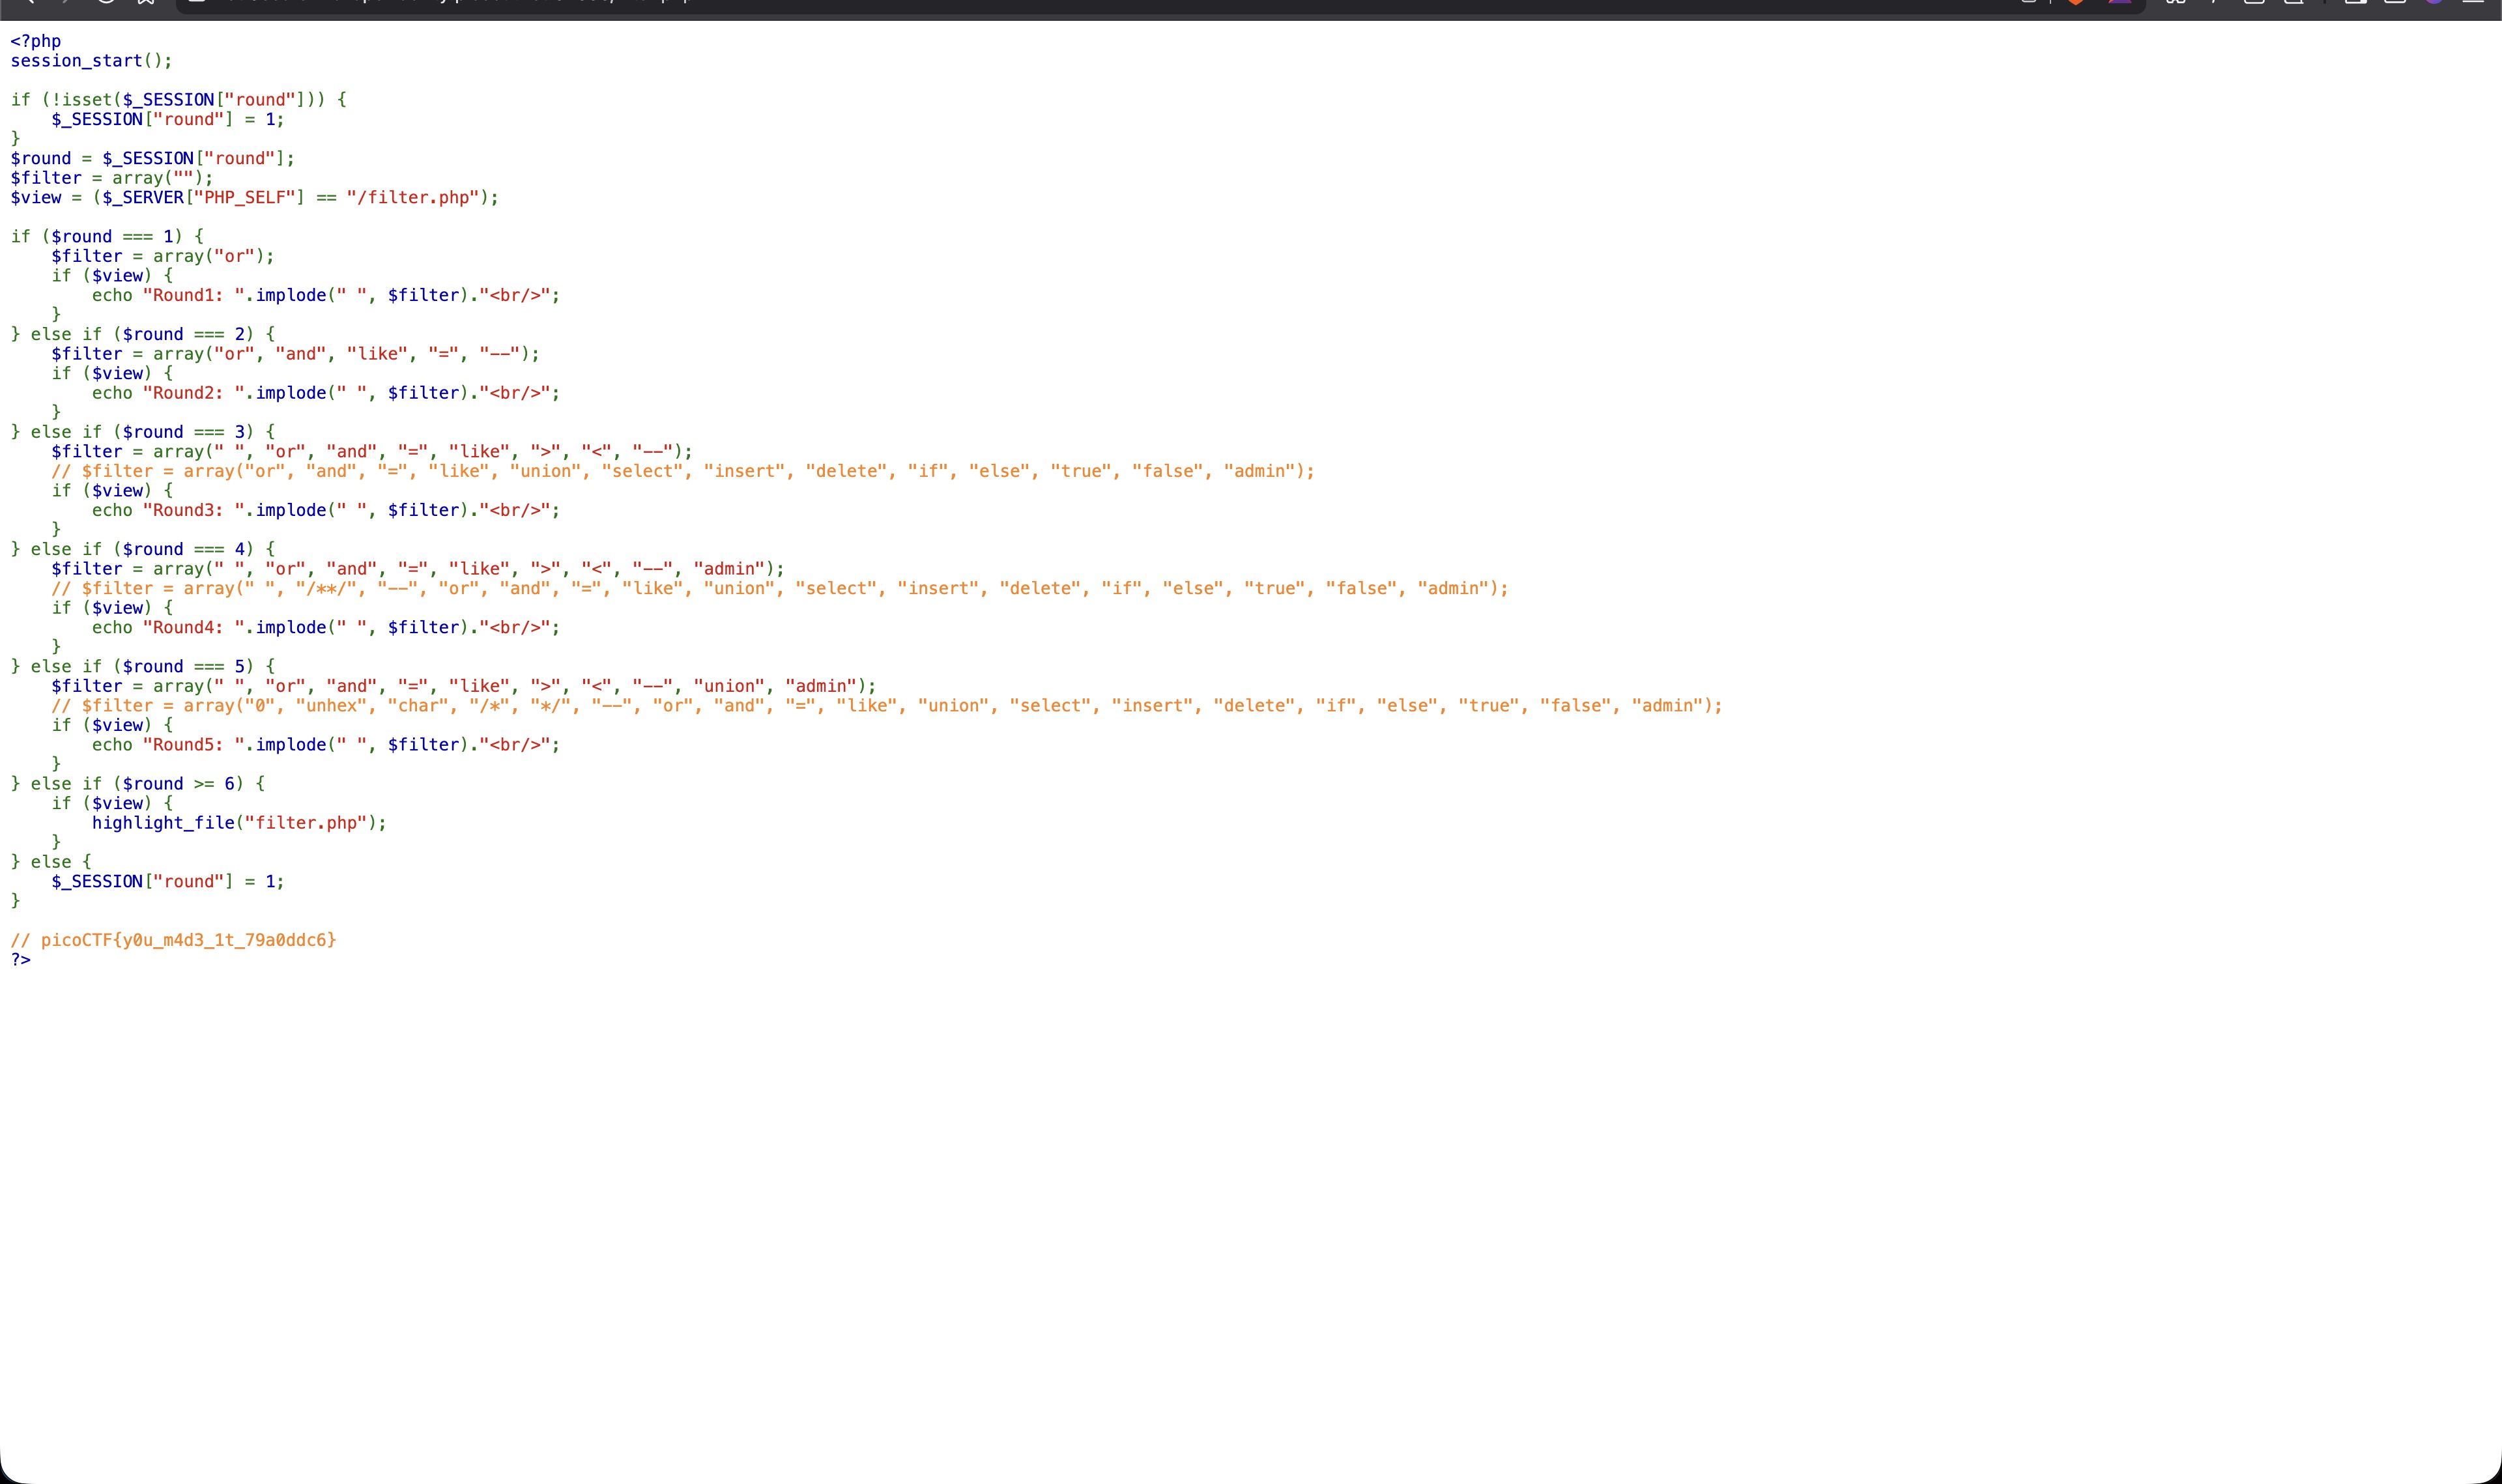 <?php
session_start();

if (!isset($_SESSION["round"])) {
    $_SESSION["round"] = 1;
}
$round = $_SESSION["round"];
$filter = array("");
$view = ($_SERVER["PHP_SELF"] == "/filter.php");

if ($round === 1) {
    $filter = array("or");
    if ($view) {
        echo "Round1: ".implode(" ", $filter)."<br/>";
    }
} else if ($round === 2) {
    $filter = array("or", "and", "like", "=", "--");
    if ($view) {
        echo "Round2: ".implode(" ", $filter)."<br/>";
    }
} else if ($round === 3) {
    $filter = array(" ", "or", "and", "=", "like", ">", "<", "--");
    // $filter = array("or", "and", "=", "like", "union", "select", "insert", "delete", "if", "else", "true", "false", "admin");
    if ($view) {
        echo "Round3: ".implode(" ", $filter)."<br/>";
    }
} else if ($round === 4) {
    $filter = array(" ", "or", "and", "=", "like", ">", "<", "--", "admin");
    // $filter = array(" ", "/**/", "--", "or", "and", "=", "like", "union", "select", "insert", "delete", "if", "else", "true", "false", "admin");
    if ($view) {
        echo "Round4: ".implode(" ", $filter)."<br/>";
    }
} else if ($round === 5) {
    $filter = array(" ", "or", "and", "=", "like", ">", "<", "--", "union", "admin");
    // $filter = array("0", "unhex", "char", "/*", "*/", "--", "or", "and", "=", "like", "union", "select", "insert", "delete", "if", "else", "true", "false", "admin");
    if ($view) {
        echo "Round5: ".implode(" ", $filter)."<br/>";
    }
} else if ($round >= 6) {
    if ($view) {
        highlight_file("filter.php");
    }
} else {
    $_SESSION["round"] = 1;
}

// picoCTF{y0u_m4d3_1t_79a0ddc6}
?>